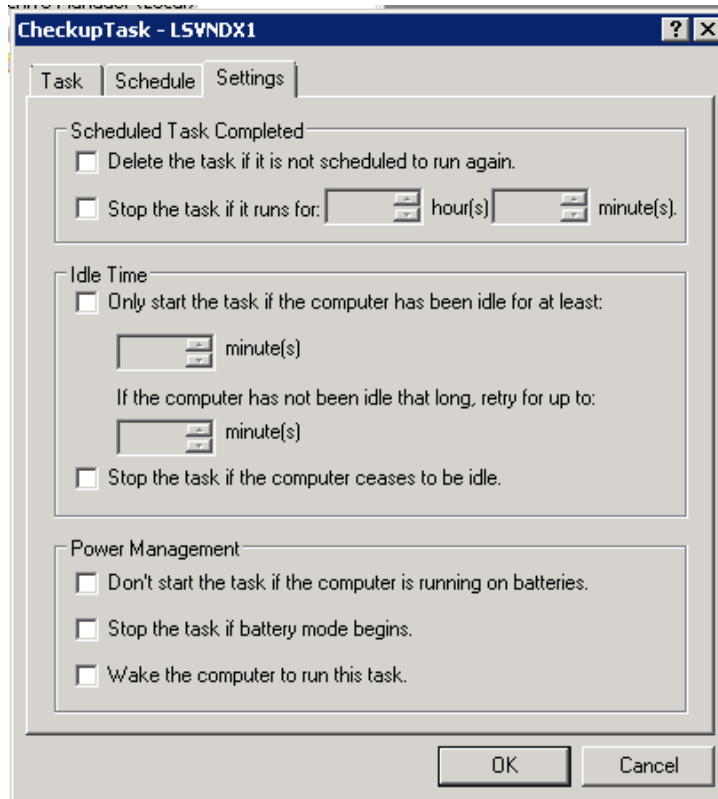 CheckupTask - LSVNDX1
Task Schedule Settings
Scheduled Task Completed
Delete the task if it is not scheduled to run again.
Stop the task if it runs for: hour(s) minute(s).
Idle Time
Only start the task if the computer has been idle for at least:
minute(s)
If the computer has not been idle that long, retry for up to:
minute(s)
Stop the task if the computer ceases to be idle.
Power Management
Don't start the task if the computer is running on batteries.
Stop the task if battery mode begins.
Wake the computer to run this task.
OK Cancel